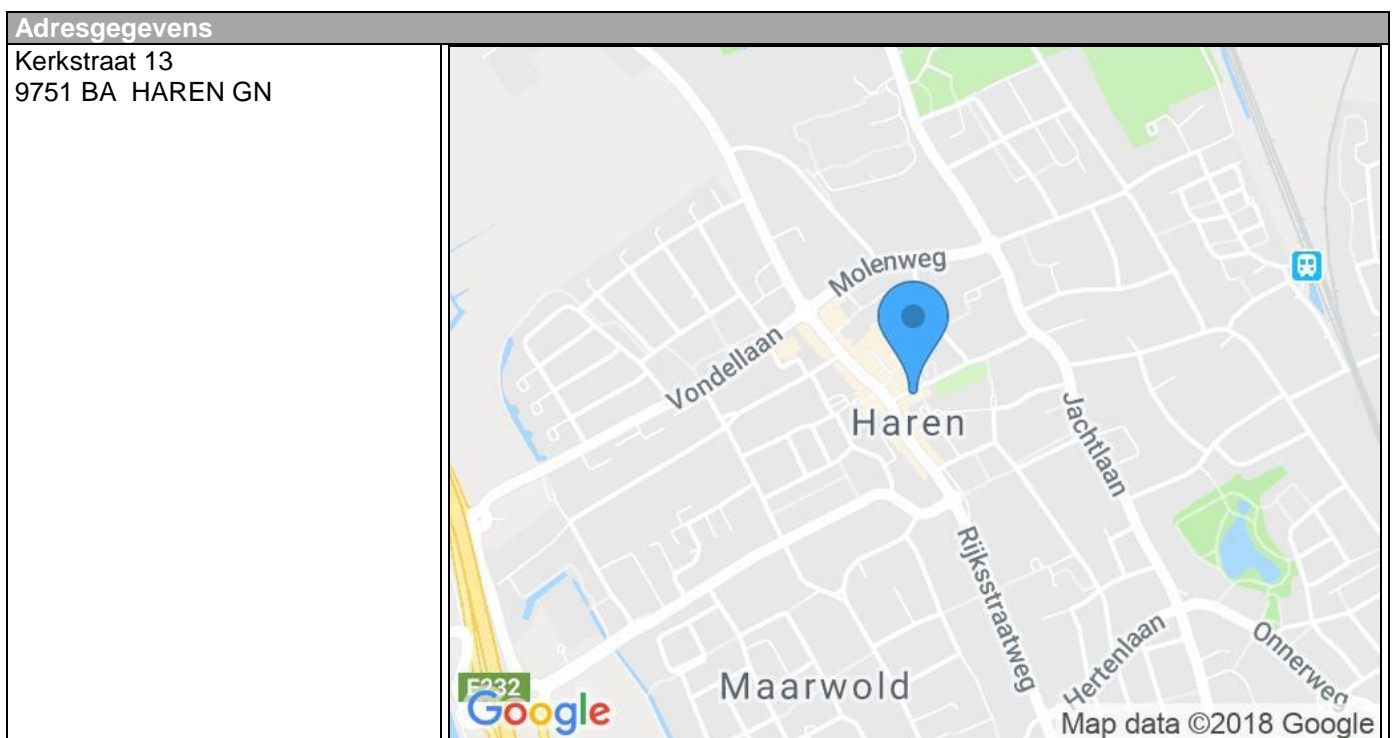 Adresgegevens
Kerkstraat 13
9751 BA HAREN GN
Molenweg
Vondellaan
Haren
Jachtlaan
Rijksstraatweg
Hertenlaan
Onnerweg
Maarwold
E232
Google
Map data ©2018 Google